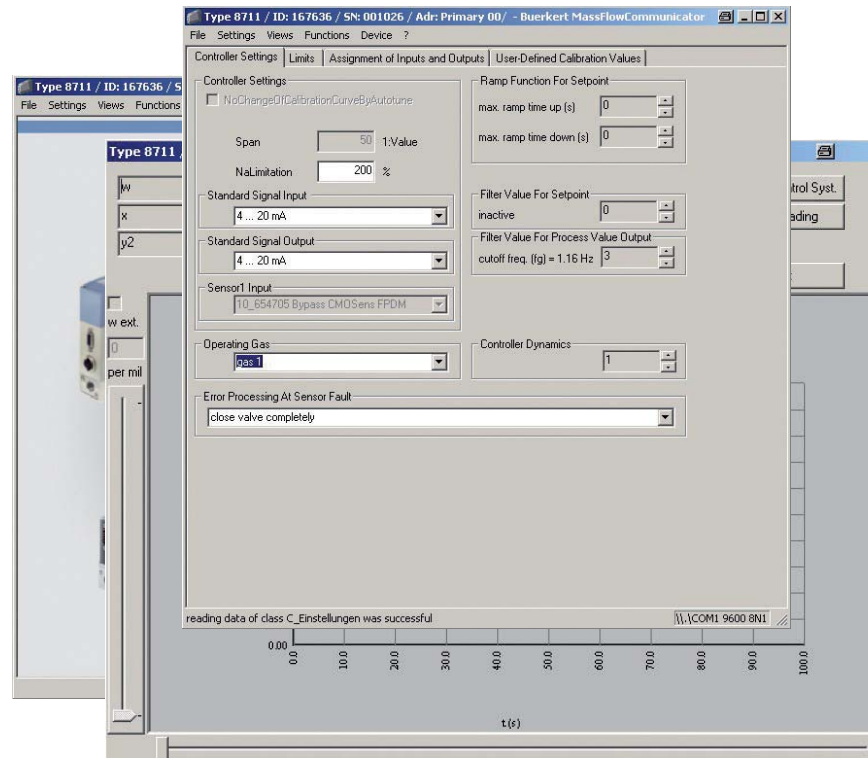 Type 8711 / ID: 167636 / SN: 001026 / Adr: Primary 00/ - Buerkert MassFlowCommunicator
File Settings Views Functions Device ?
Controller Settings Limits Assignment of Inputs and Outputs User-Defined Calibration Values
Controller Settings
NoChangeOfCalibrationCurveByAutotune
Span 50 1:Value
NaLimitation 200 %
Standard Signal Input
4 ... 20 mA
Standard Signal Output
4 ... 20 mA
Sensor1 Input
10_654705 Bypass CMOSens FPDM
Operating Gas
gas 1
Ramp Function For Setpoint
max. ramp time up (s) 0
max. ramp time down (s) 0
Filter Value For Setpoint
inactive 0
Filter Value For Process Value Output
cutoff freq. (fg) = 1.16 Hz 3
Controller Dynamics
1
Error Processing At Sensor Fault
close valve completely
reading data of class C_Einstellungen was successful \\.\COM1 9600 8N1
Type 8711 / ID: 167636 / S
File Settings Views Functions
Type 8711
w
x
y2
w ext.
0
per mil
trol Syst.
ading
0.00
0.0 10.0 20.0 30.0 40.0 50.0 60.0 70.0 80.0 90.0 100.0
t(s)